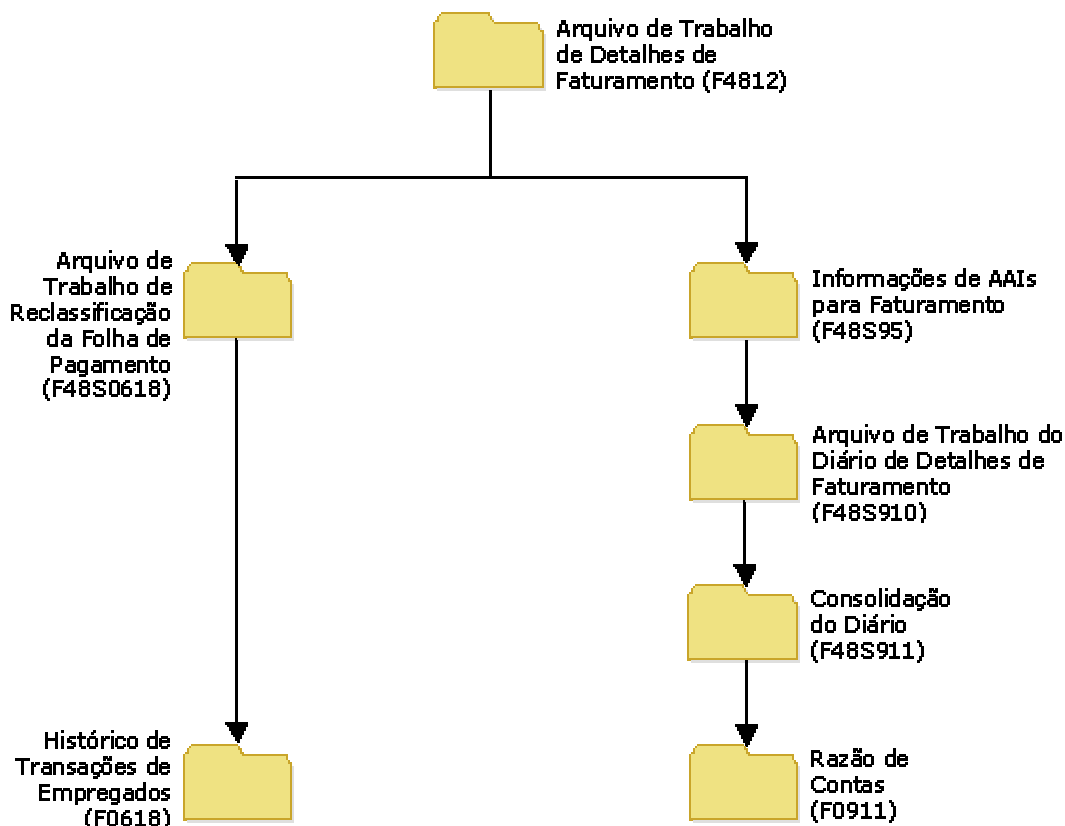 Arquivo de Trabalho
de Detalhes de
Faturamento (F4812)
Arquivo de
Trabalho de
Reclassificação
da Folha de
Pagamento
(F48S0618)
Informações de AAIs
para Faturamento
(F48S95)
Arquivo de Trabalho do
Diário de Detalhes de
Faturamento
(F48S910)
Consolidação
do Diário
(F48S911)
Histórico de
Transações de
Empregados
(F0618)
Razão de
Contas
(F0911)